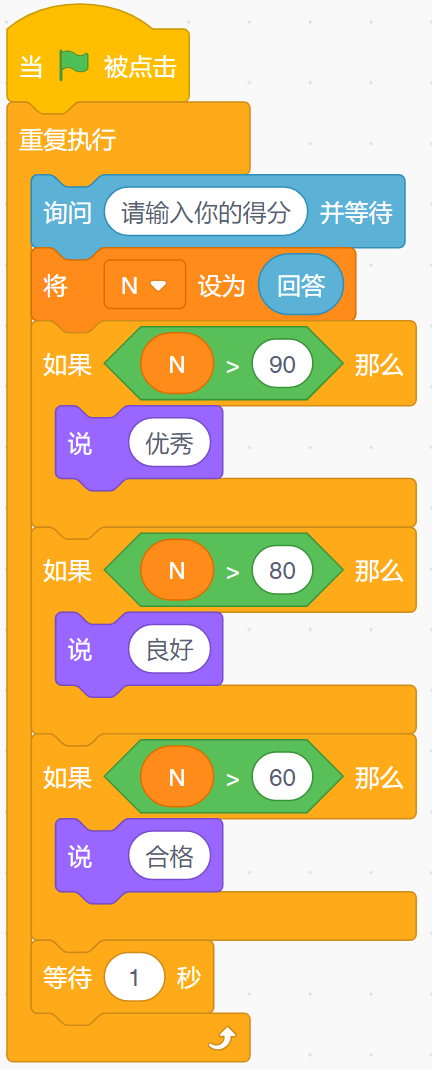 当 被点击
重复执行
询问 请输入你的得分 并等待
将 N 设为 回答
如果 N > 90 那么
说 优秀
如果 N > 80 那么
说 良好
如果 N > 60 那么
说 合格
等待 1 秒